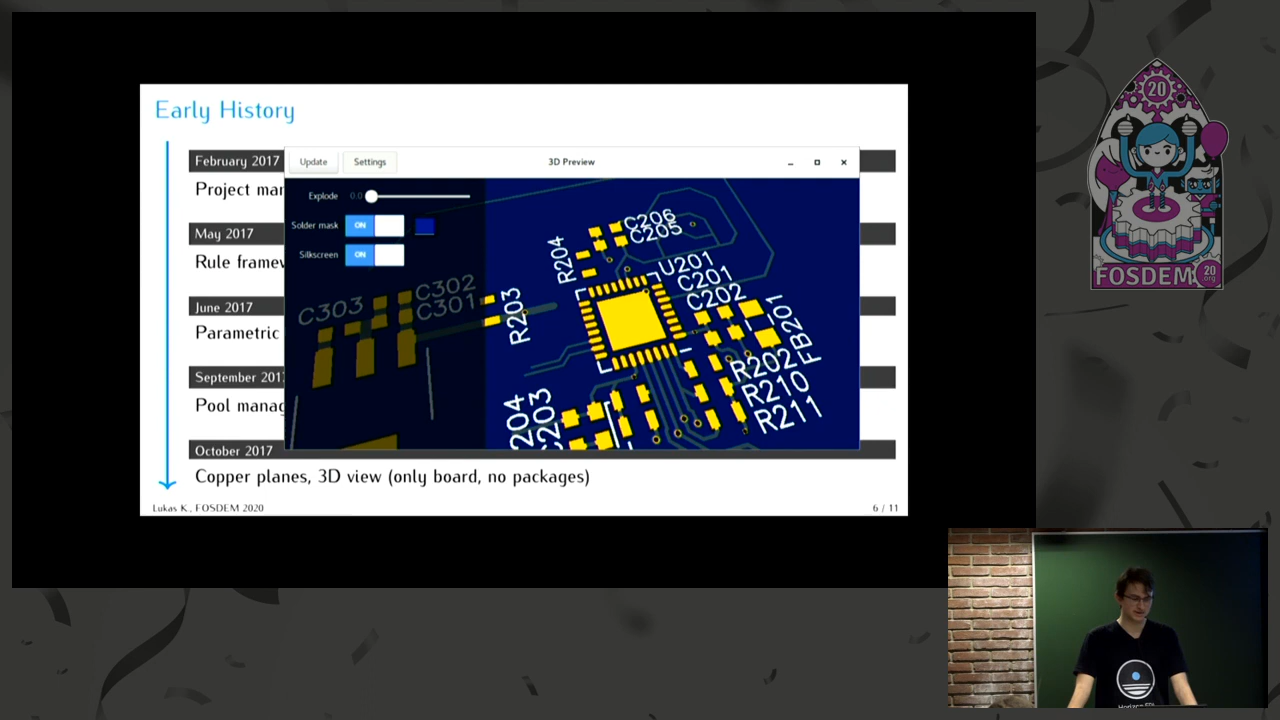 Early History
February 2017
Project mar
May 2017
Rule framew
June 2017
Parametric
September 201
Pool manag
October 2017
Copper planes, 3D view (only board, no packages)
Lukas K., FOSDEM 2020
6 / 11
Update
Settings
3D Preview
Explode
0.0
Solder mask
ON
Silkscreen
ON
C303
C302
C301
R203
R204
C206
C205
U201
C201
C202
FB201
R202
R210
R211
204
C203
20
FOSDEM
20
.org